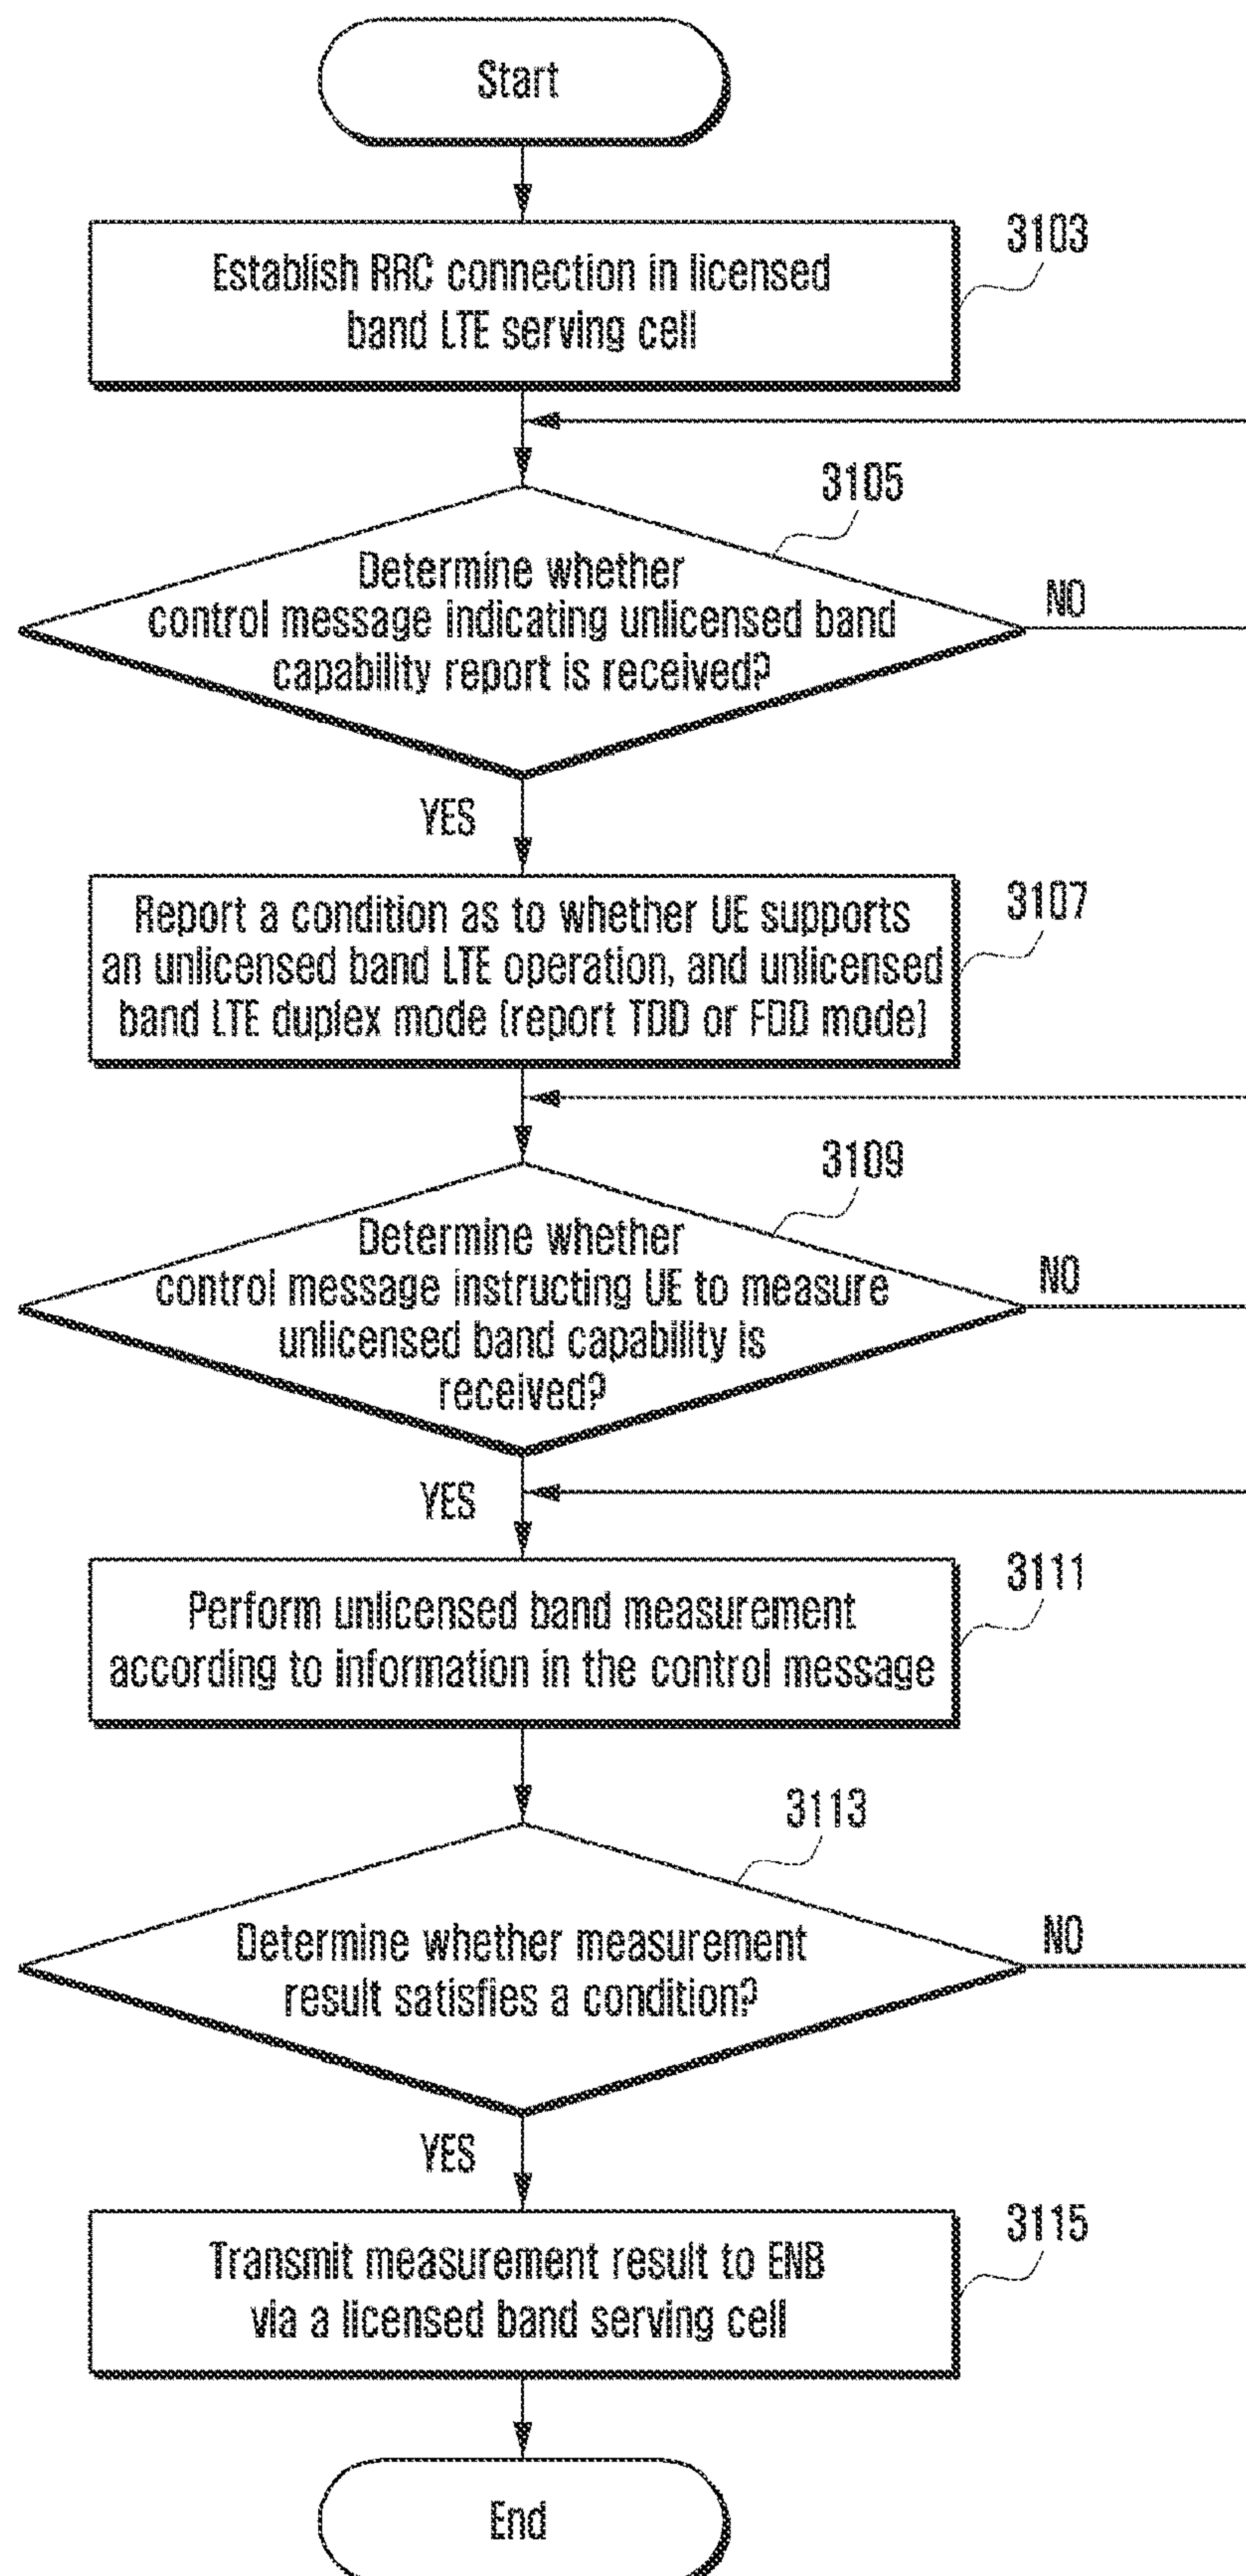 Start
3103
Establish RRC connection in licensed
band LTE serving cell
3105
Determine whether
control message indicating unlicensed band
capability report is received?
NO
YES
3107
Report a condition as to whether UE supports
an unlicensed band LTE operation, and unlicensed
band LTE duplex mode (report TDD or FDD mode)
3109
Determine whether
control message instructing UE to measure
unlicensed band capability is
received?
NO
YES
3111
Perform unlicensed band measurement
according to information in the control message
3113
Determine whether measurement
result satisfies a condition?
NO
YES
3115
Transmit measurement result to ENB
via a licensed band serving cell
End